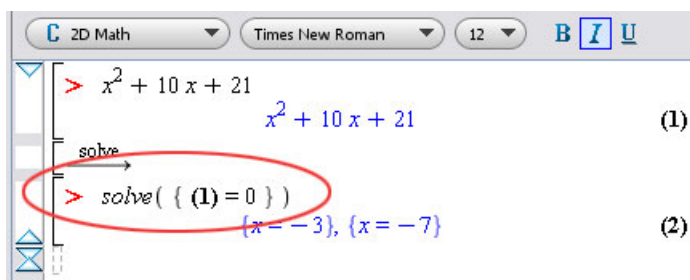 C 2D Math Times New Roman 12 B I U
> x² + 10 x + 21
x² + 10 x + 21 (1)
solve
> solve( { (1) = 0 } )
{x = −3}, {x = −7} (2)